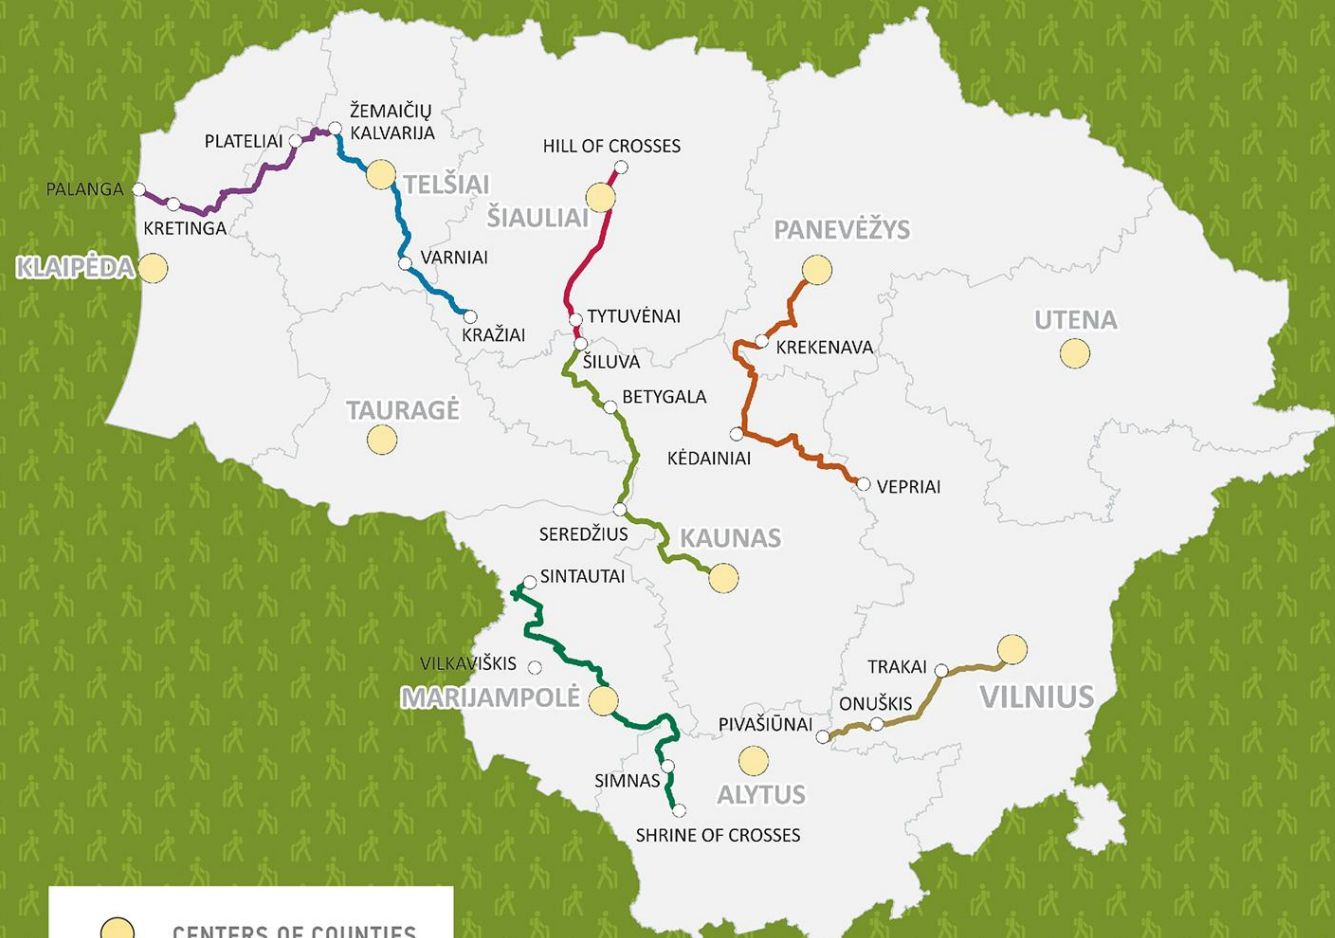 ŽEMAIČIŲ
KALVARIJA
PLATELIAI
HILL OF CROSSES
PALANGA
TELŠIAI
ŠIAULIAI
KRETINGA
PANEVĖŽYS
VARNIAI
KLAIPĖDA
TYTUVĖNAI
UTENA
KRAŽIAI
KREKENAVA
ŠILUVA
BETYGALA
TAURAGĖ
KĖDAINIAI
VEPRIAI
SEREDŽIUS
KAUNAS
SINTAUTAI
VILKAVIŠKIS
TRAKAI
MARIJAMPOLĖ
VILNIUS
ONUŠKIS
PIVAŠIŪNAI
SIMNAS
ALYTUS
SHRINE OF CROSSES
CENTERS OF COUNTIES